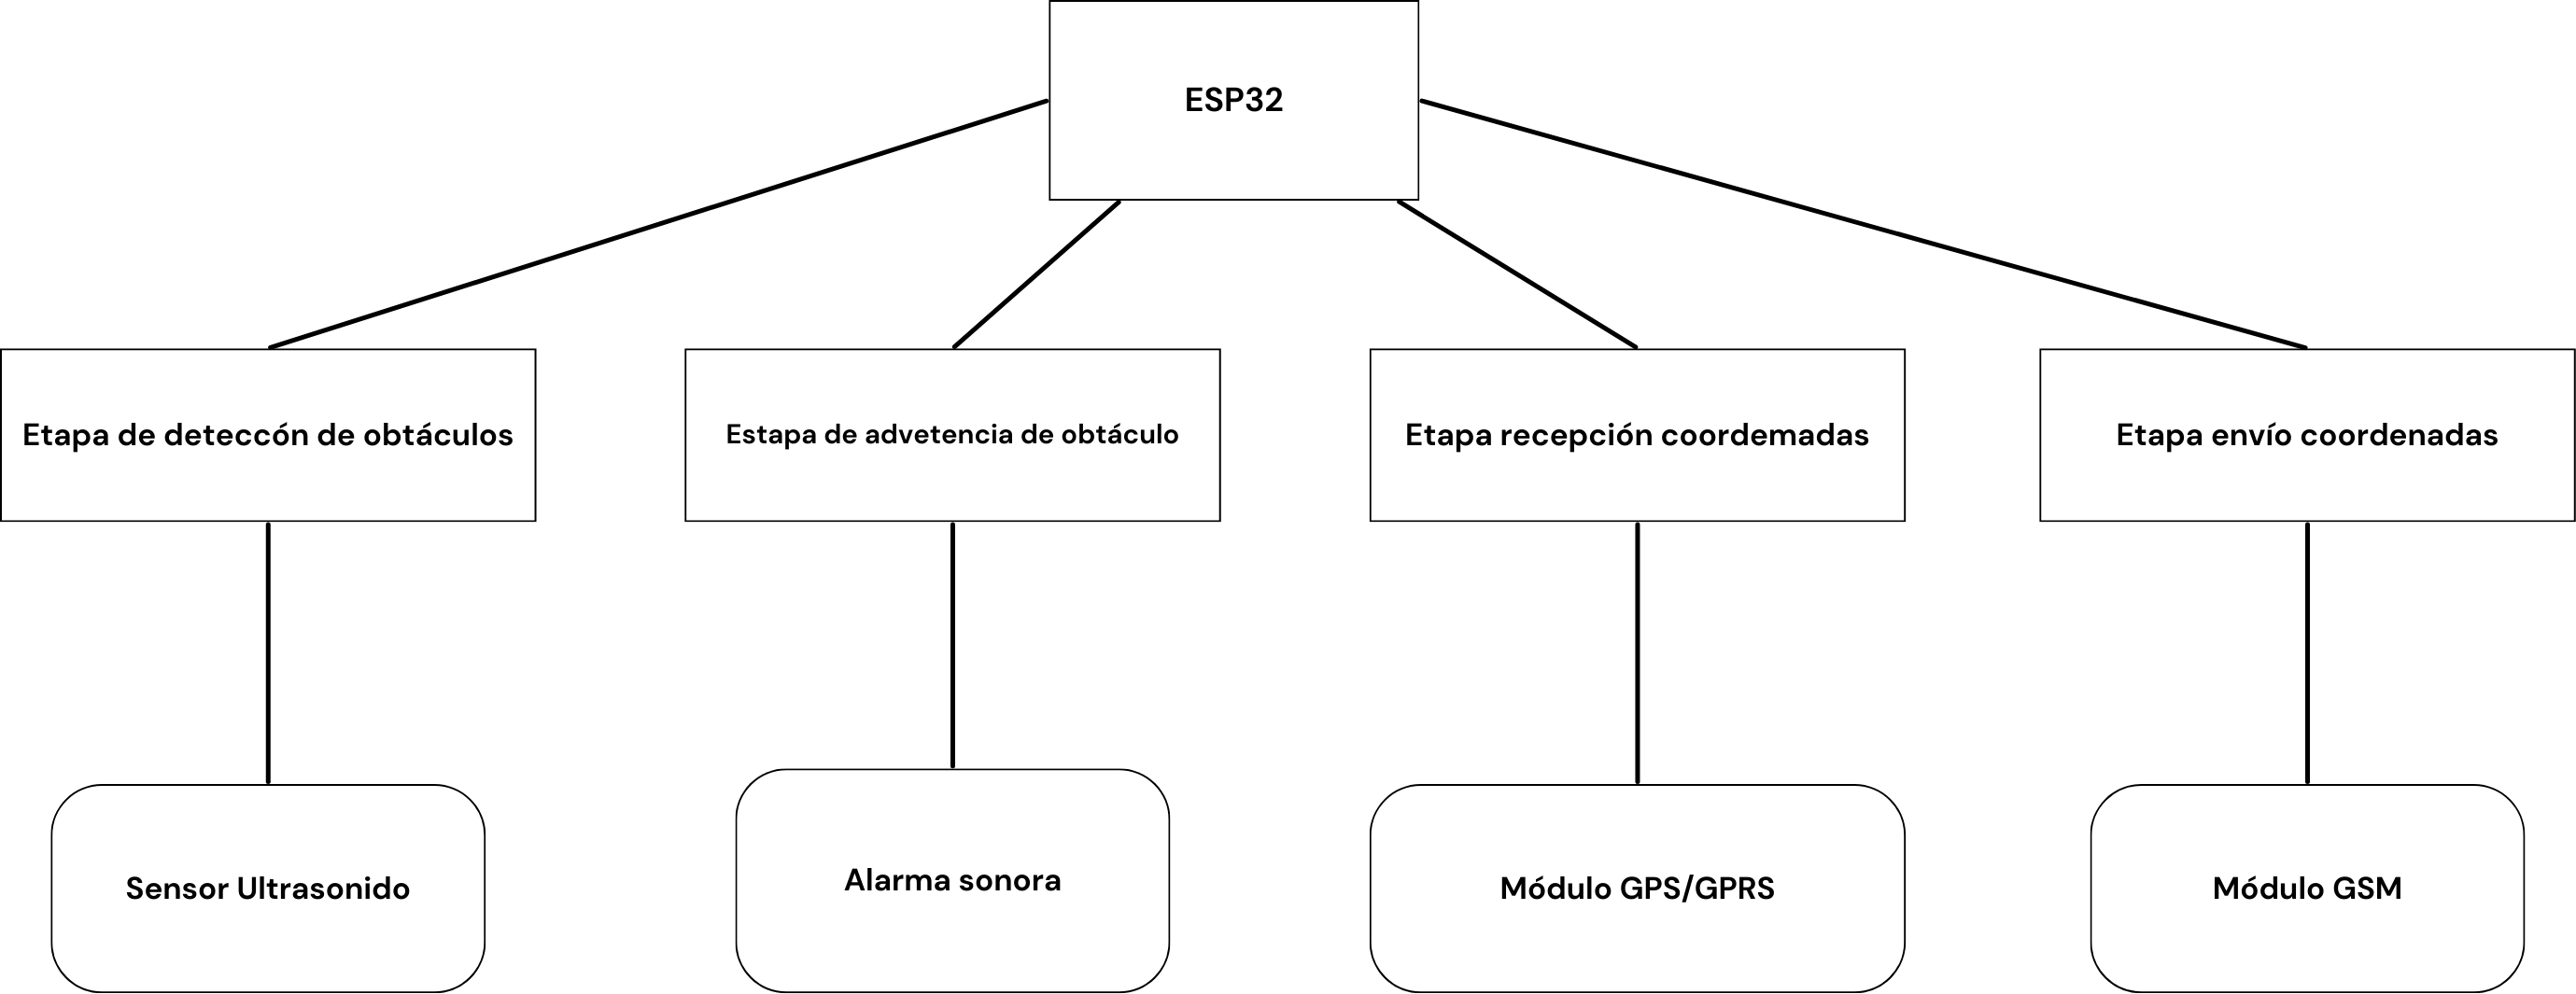 ESP32
Etapa de deteccón de obtáculos
Estapa de advetencia de obtáculo
Etapa recepción coordemadas
Etapa envío coordenadas
Sensor Ultrasonido
Alarma sonora
Módulo GPS/GPRS
Módulo GSM